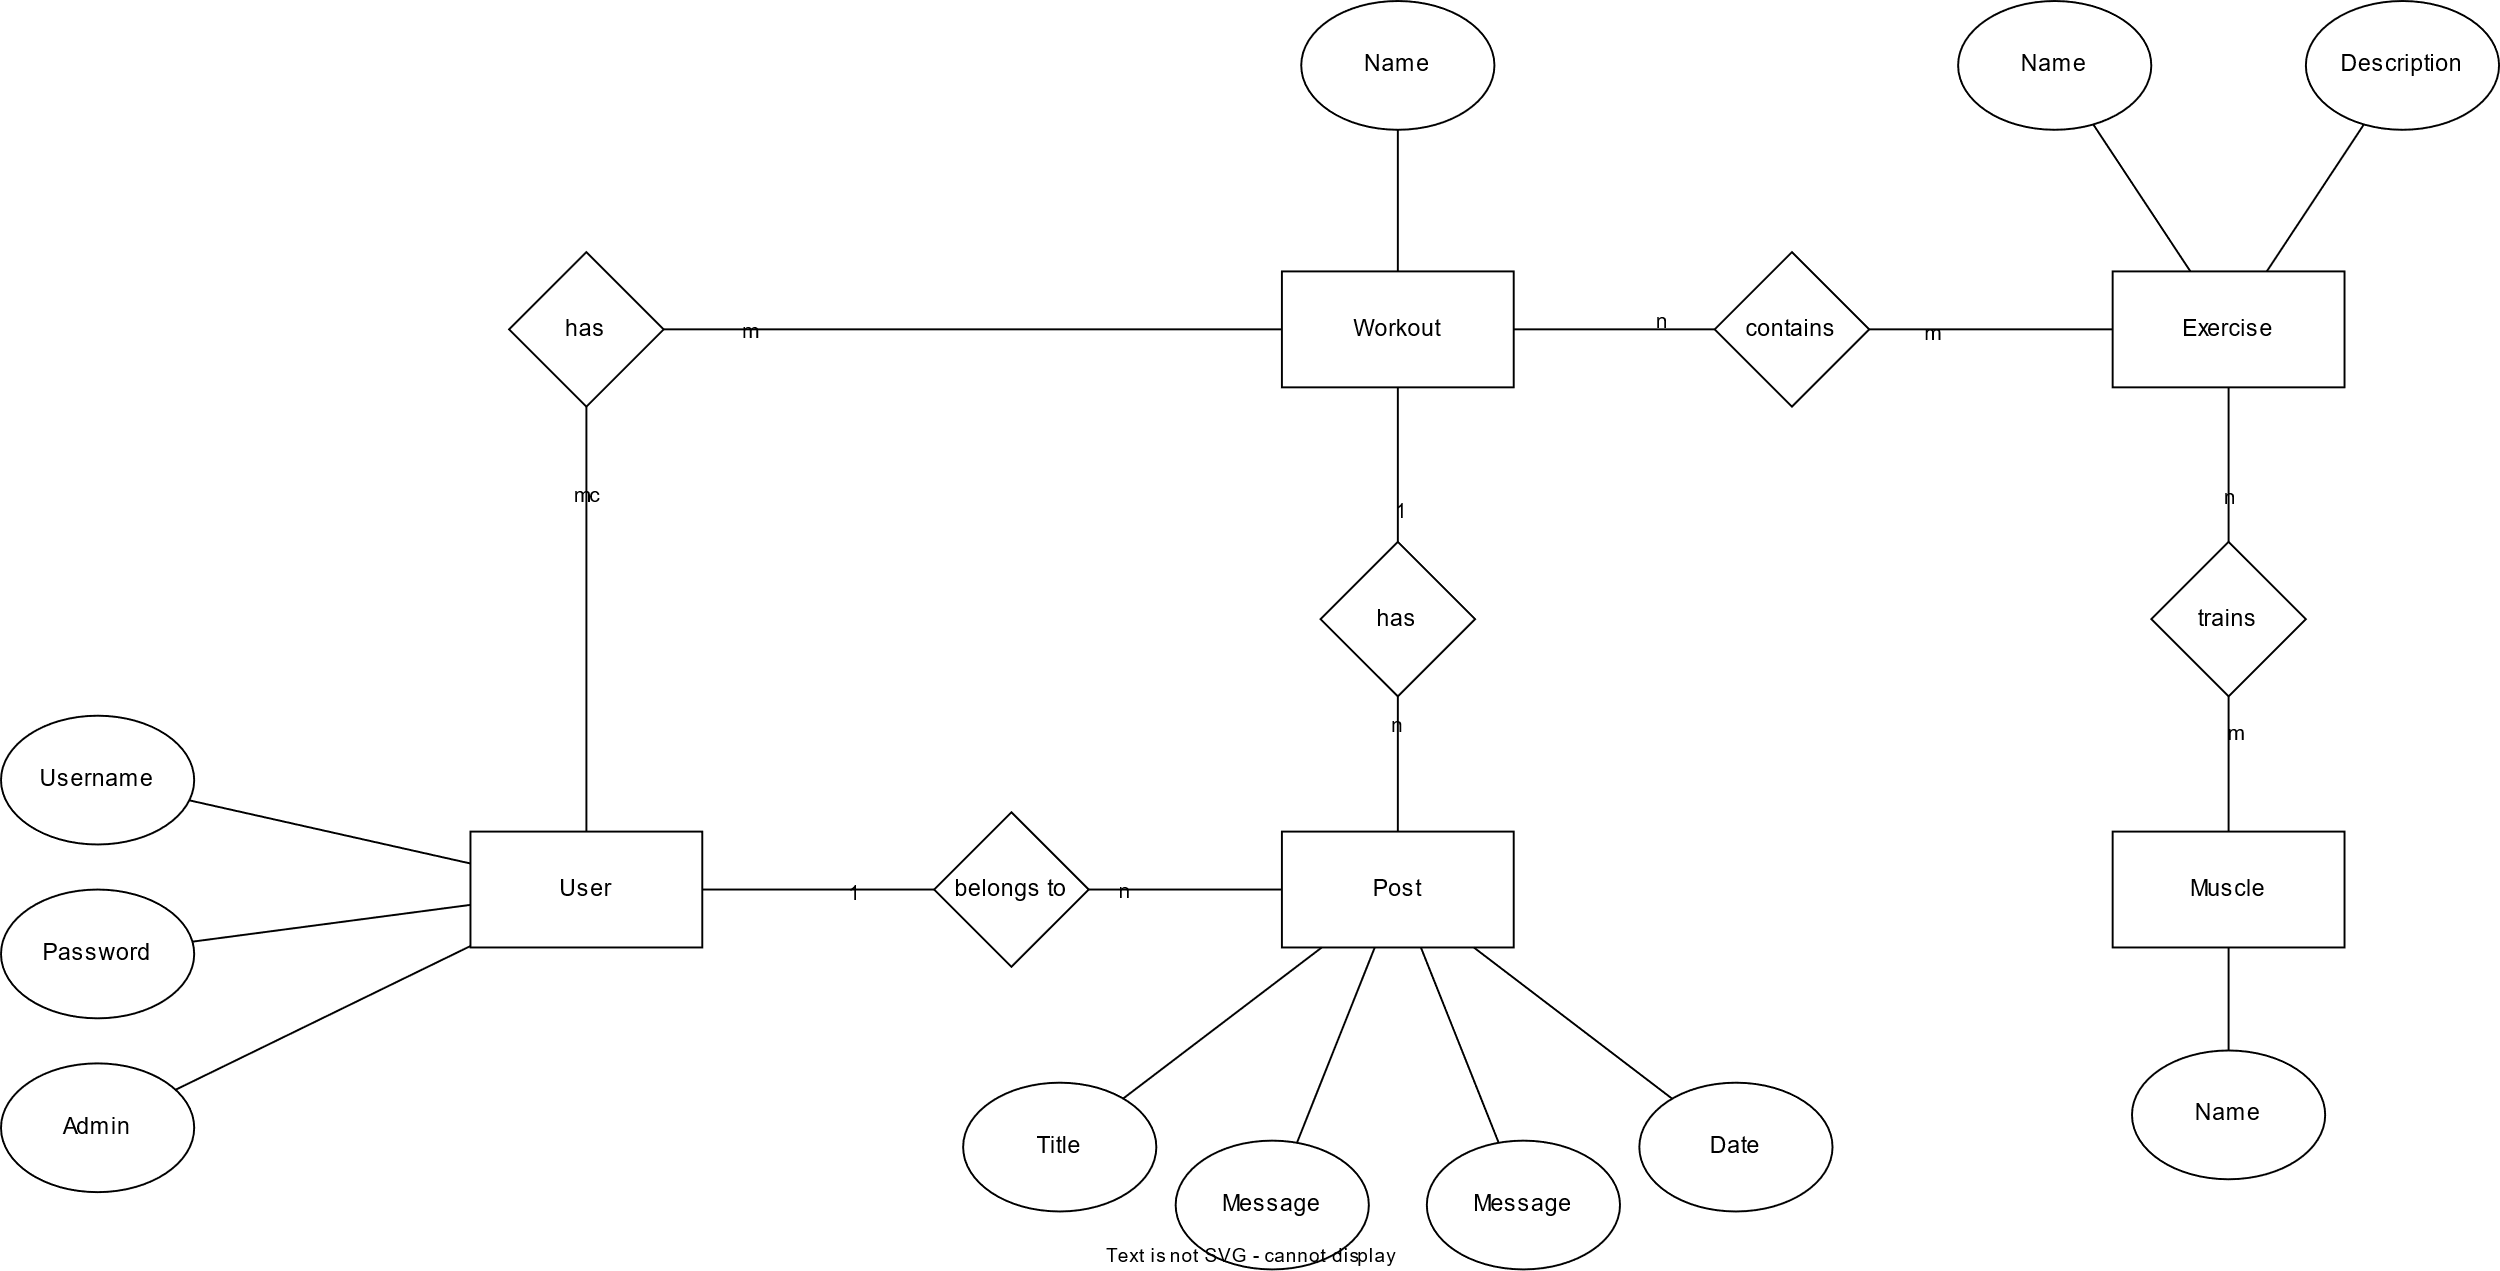 Name
Name
Description
has
m
Workout
n
contains
m
Exercise
mc
1
n
has
trains
n
m
Username
User
1
belongs to
n
Post
Muscle
Password
Admin
Title
Message
Message
Date
Name
Text is not SVG - cannot display